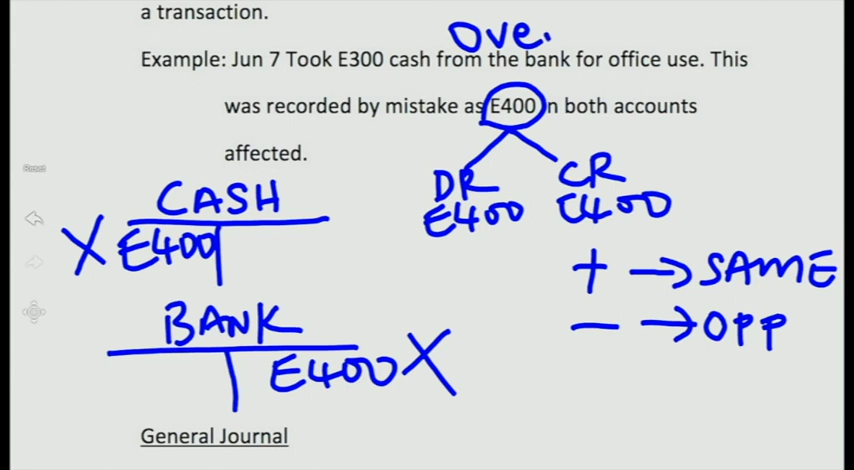 a transaction.
Ove.
Example: Jun 7 Took E300 cash from the bank for office use. This
was recorded by mistake as E400 in both accounts
affected.
Reset
DR CR
E400 E400
CASH
X E400
+ → SAME
BANK
− → OPP
E400 X
General Journal